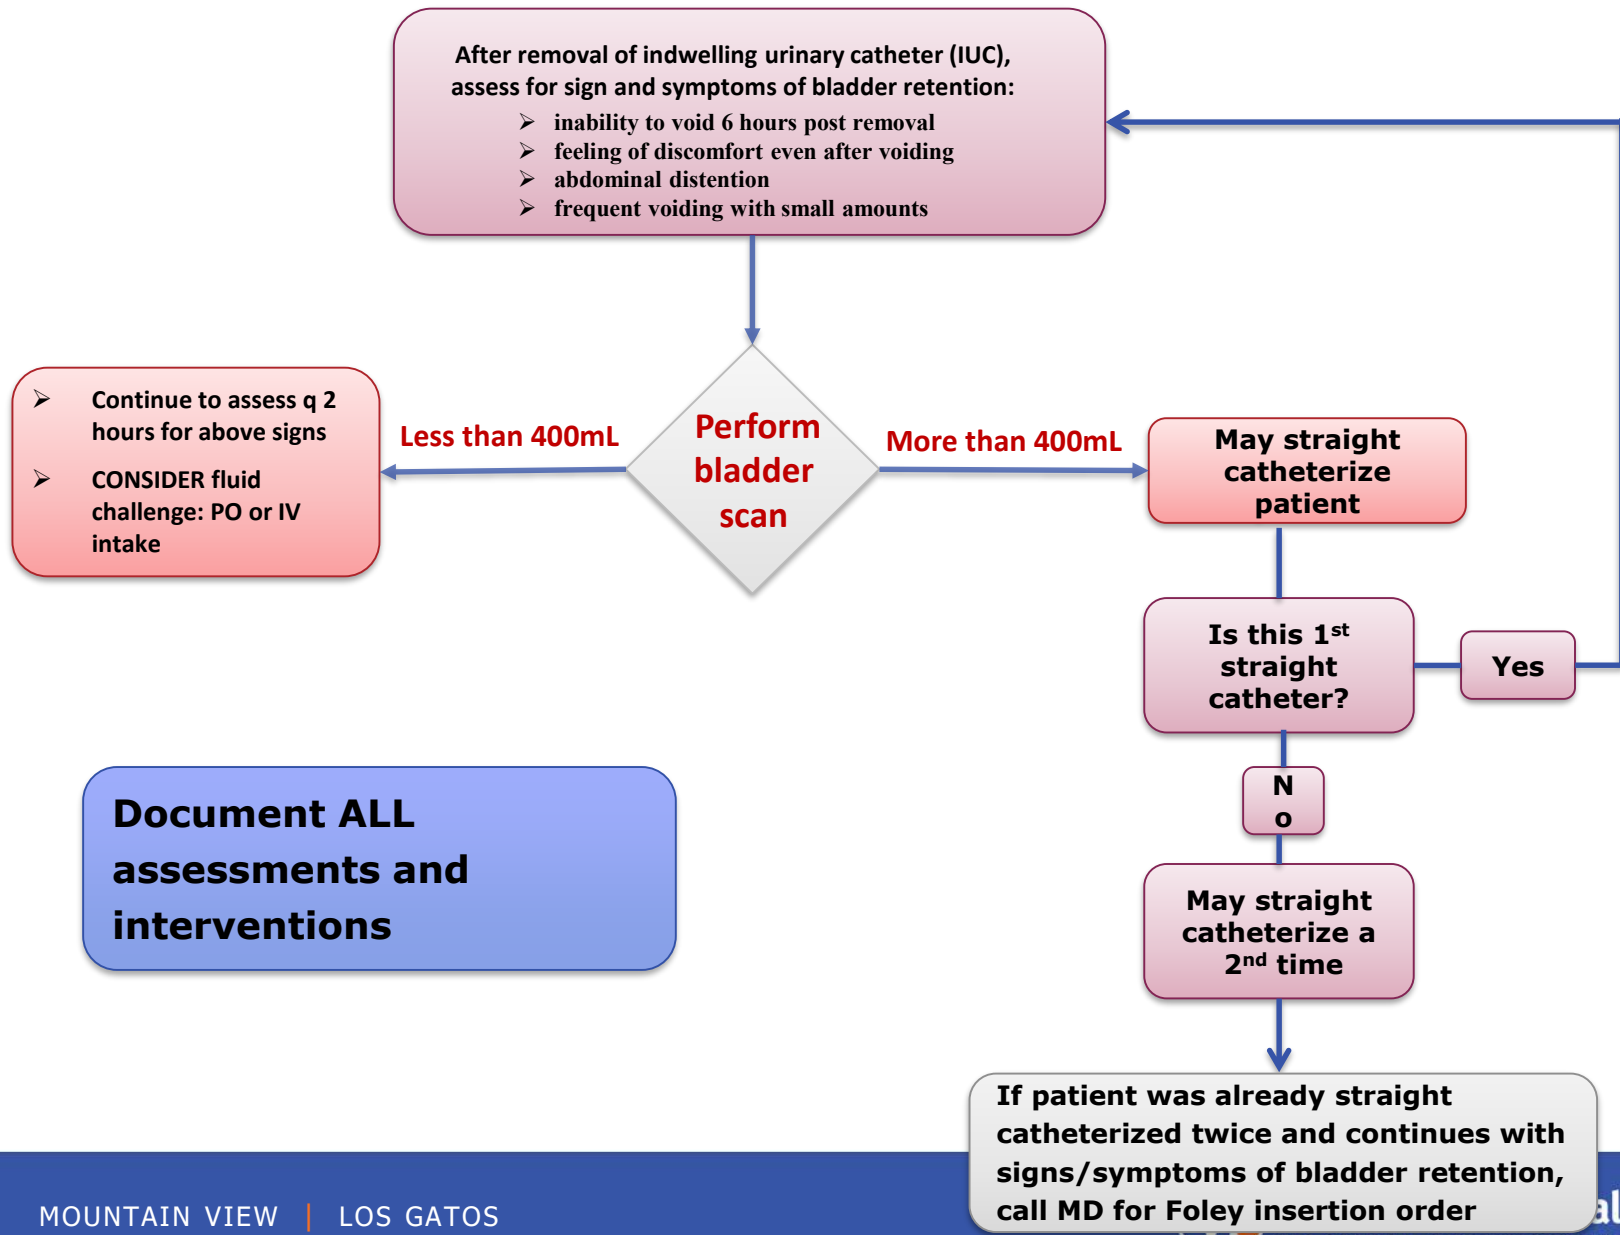 After removal of indwelling urinary catheter (IUC),
assess for sign and symptoms of bladder retention:
➢ inability to void 6 hours post removal
➢ feeling of discomfort even after voiding
➢ abdominal distention
➢ frequent voiding with small amounts
➢ Continue to assess q 2
hours for above signs
➢ CONSIDER fluid
challenge: PO or IV
intake
Less than 400mL
Perform
bladder
scan
More than 400mL
May straight
catheterize
patient
Is this 1st
straight
catheter?
Yes
N
o
May straight
catheterize a
2nd time
Document ALL
assessments and
interventions
If patient was already straight
catheterized twice and continues with
signs/symptoms of bladder retention,
call MD for Foley insertion order
MOUNTAIN VIEW | LOS GATOS